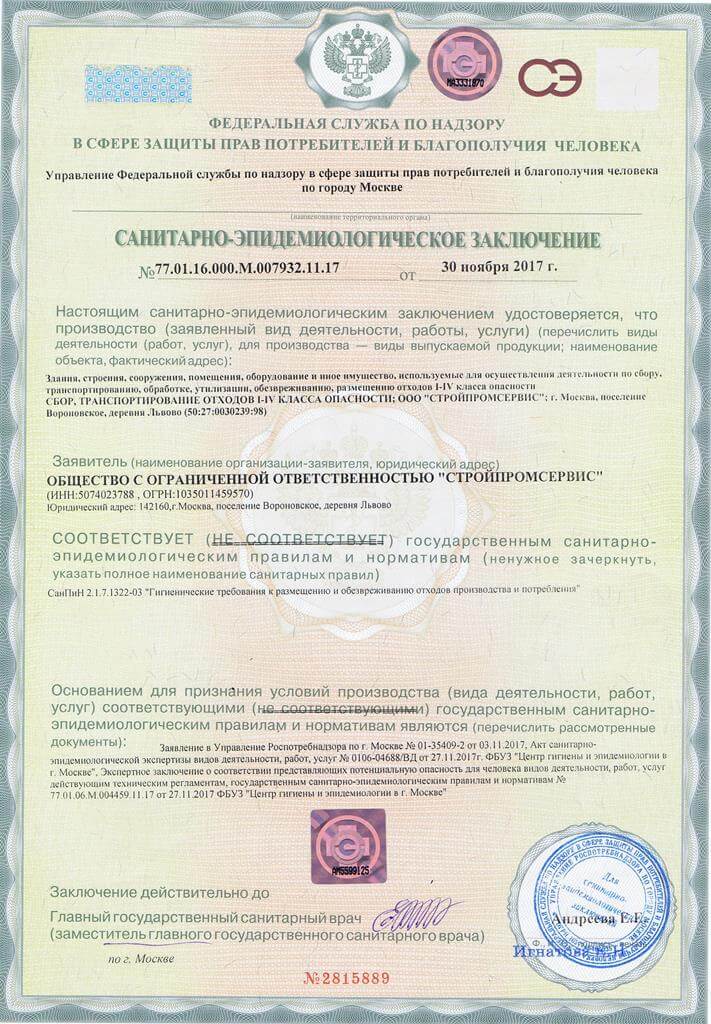 МА3331870
СЭ
ФЕДЕРАЛЬНАЯ СЛУЖБА ПО НАДЗОРУ
В СФЕРЕ ЗАЩИТЫ ПРАВ ПОТРЕБИТЕЛЕЙ И БЛАГОПОЛУЧИЯ ЧЕЛОВЕКА
Управление Федеральной службы по надзору в сфере защиты прав потребителей и благополучия человека
по городу Москве
(наименование территориального органа)
САНИТАРНО-ЭПИДЕМИОЛОГИЧЕСКОЕ ЗАКЛЮЧЕНИЕ
№ 77.01.16.000.М.007932.11.17 от 30 ноября 2017 г.
Настоящим санитарно-эпидемиологическим заключением удостоверяется, что
производство (заявленный вид деятельности, работы, услуги) (перечислить виды
деятельности (работ, услуг), для производства — виды выпускаемой продукции; наименование
объекта, фактический адрес):
Здания, строения, сооружения, помещения, оборудование и иное имущество, используемые для осуществления деятельности по сбору,
транспортированию, обработке, утилизации, обезвреживанию, размещению отходов I-IV класса опасности
СБОР, ТРАНСПОРТИРОВАНИЕ ОТХОДОВ I-IV КЛАССА ОПАСНОСТИ; ООО "СТРОЙПРОМСЕРВИС"; г. Москва, поселение
Вороновское, деревня Львово (50:27:0030239:98)
Заявитель (наименование организации-заявителя, юридический адрес)
ОБЩЕСТВО С ОГРАНИЧЕННОЙ ОТВЕТСТВЕННОСТЬЮ "СТРОЙПРОМСЕРВИС"
(ИНН:5074023788 , ОГРН:1035011459570)
Юридический адрес: 142160,г.Москва, поселение Вороновское, деревня Львово
СООТВЕТСТВУЕТ (НЕ СООТВЕТСТВУЕТ) государственным санитарно-
эпидемиологическим правилам и нормативам (ненужное зачеркнуть,
указать полное наименование санитарных правил)
СанПиН 2.1.7.1322-03 "Гигиенические требования к размещению и обезвреживанию отходов производства и потребления"
Основанием для признания условий производства (вида деятельности, работ,
услуг) соответствующими (не соответствующими) государственным санитарно-
эпидемиологическим правилам и нормативам являются (перечислить рассмотренные
документы):
Заявление в Управление Роспотребнадзора по г. Москве № 01-35409-2 от 03.11.2017, Акт санитарно-
эпидемиологической экспертизы видов деятельности, работ, услуг № 0106-04688/ВД от 27.11.2017г. ФБУЗ "Центр гигиены и эпидемиологии в
г. Москве", Экспертное заключение о соответствии представляющих потенциальную опасность для человека видов деятельности, работ, услуг
действующим техническим регламентам, государственным санитарно-эпидемиологическим правилам и нормативам №
77.01.06.М.004459.11.17 от 27.11.2017 ФБУЗ "Центр гигиены и эпидемиологии в г. Москве"
АМ5599125
Заключение действительно до
Главный государственный санитарный врач
(заместитель главного государственного санитарного врача)
по г. Москве
Для
санитарно-
эпидемиологических
заключений
Андреева Е.Е.
№2815889